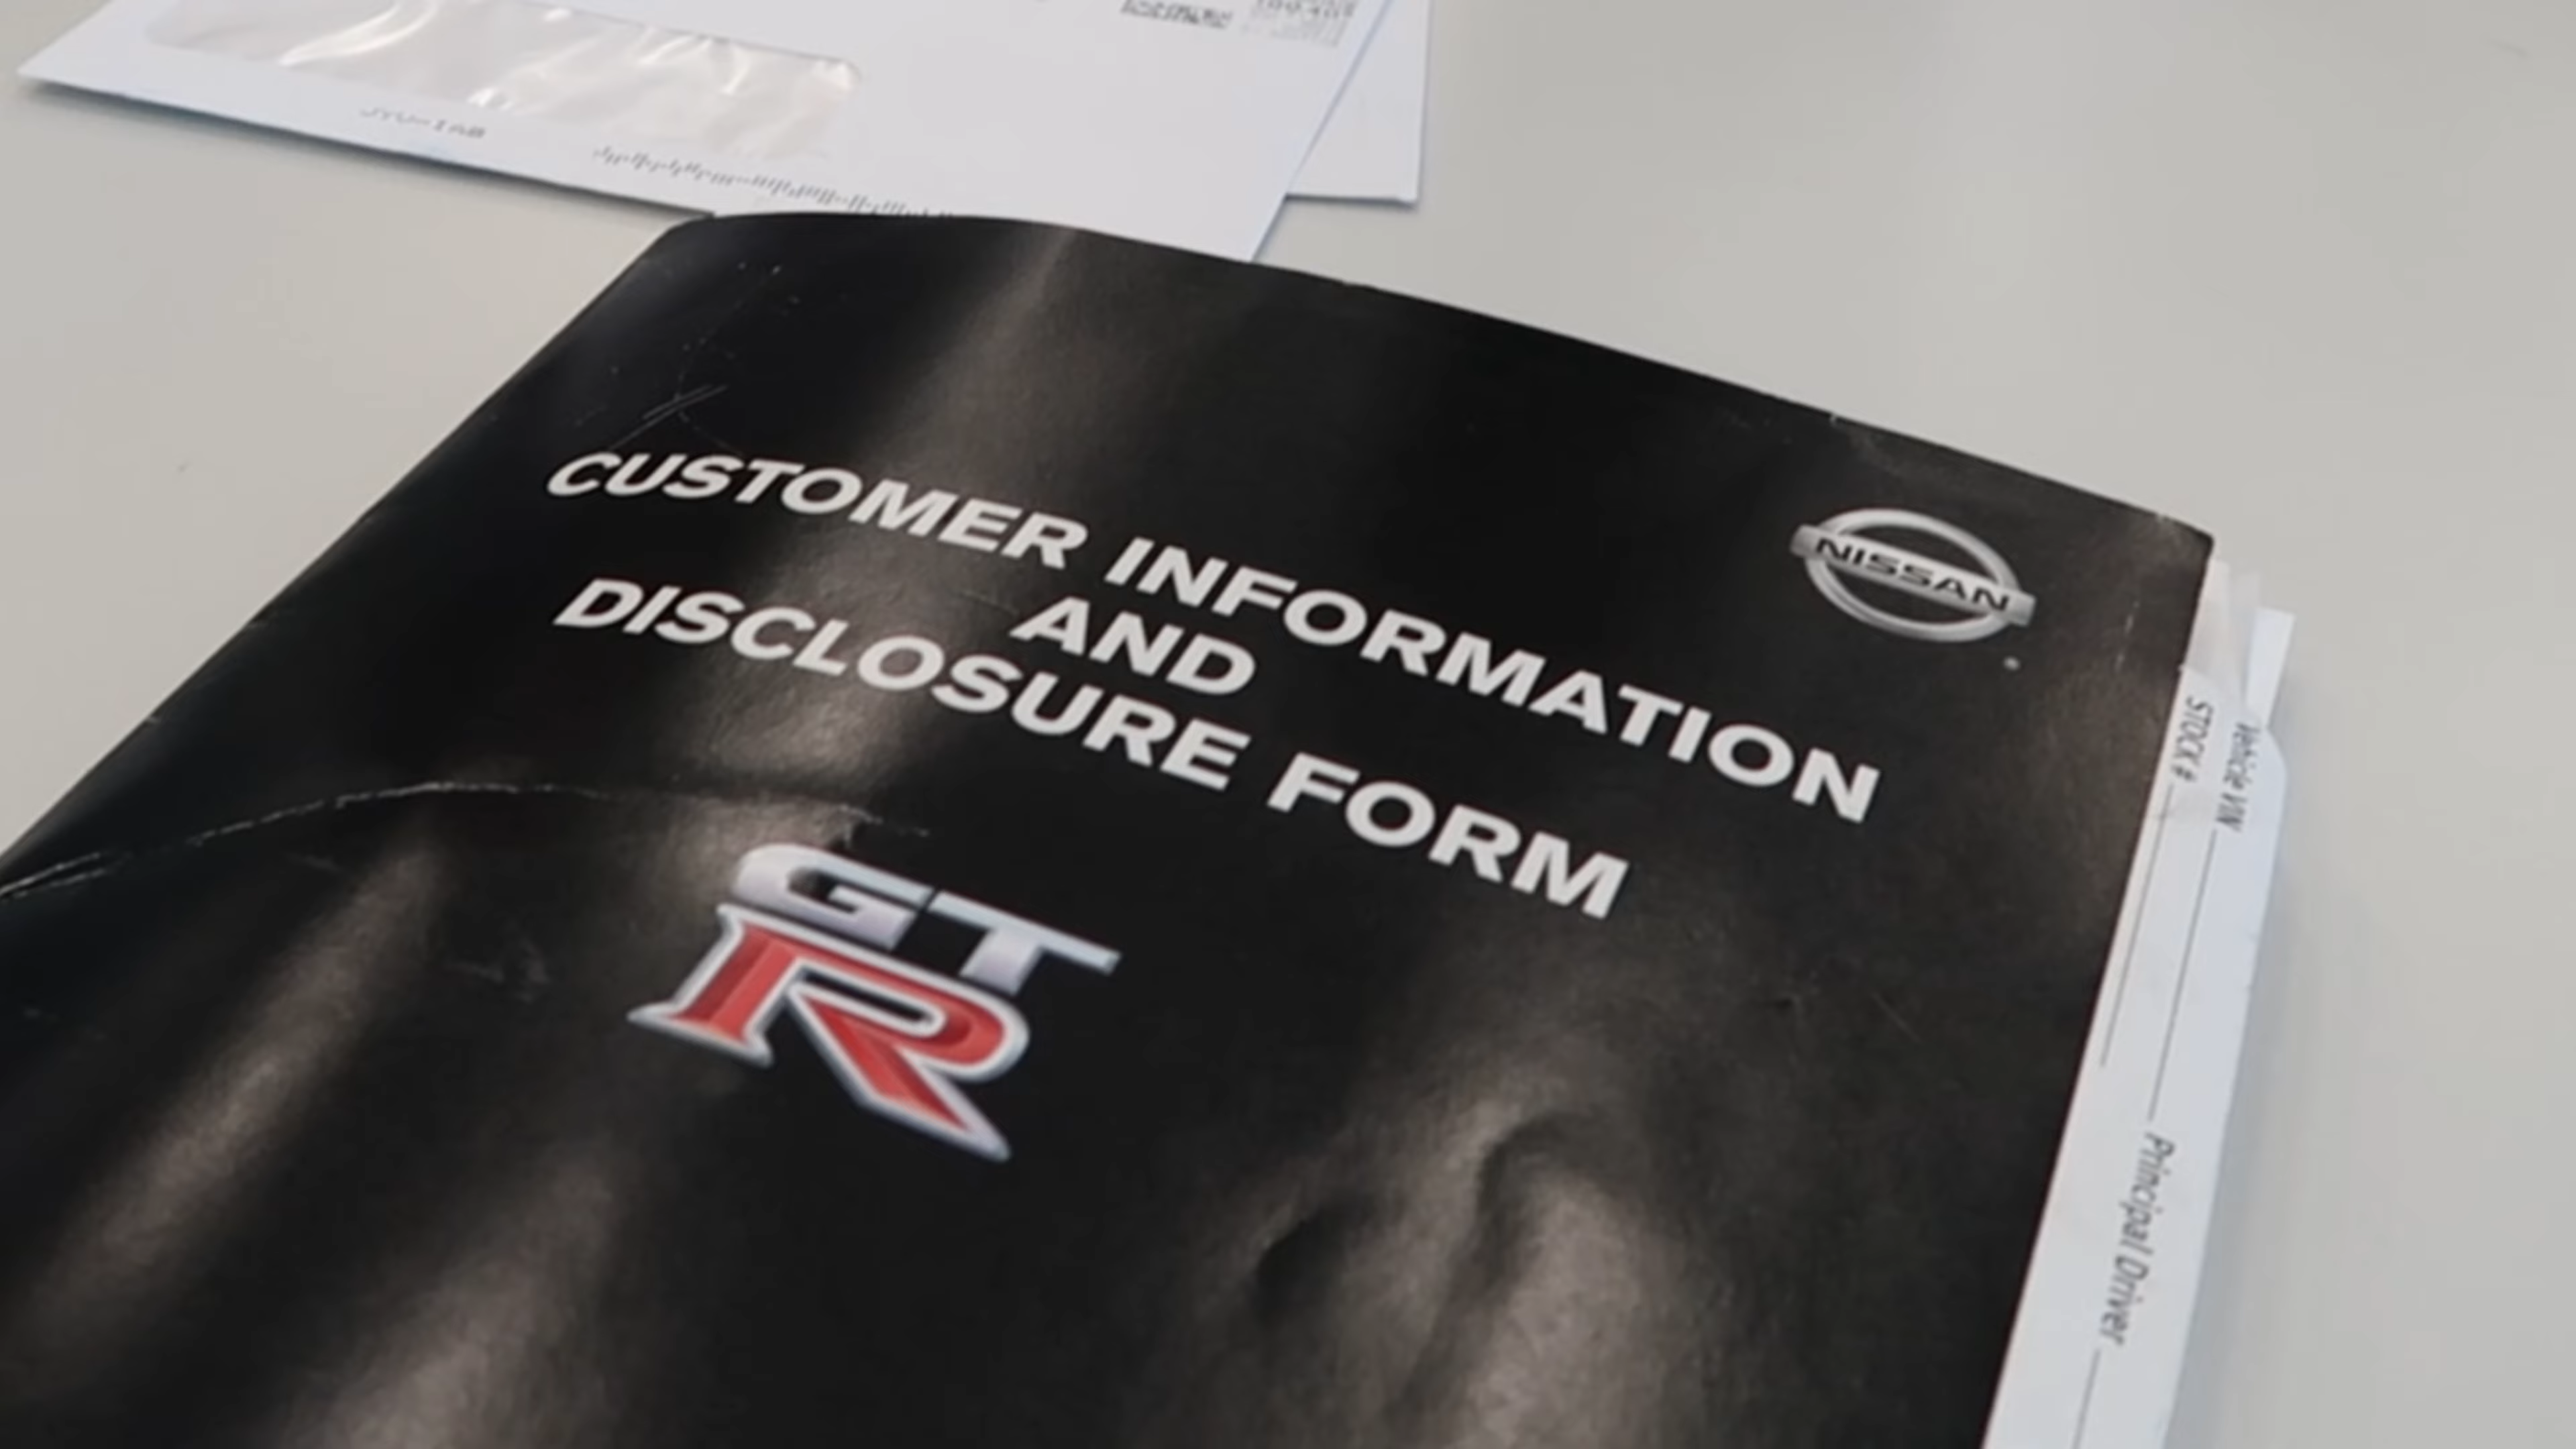 CUSTOMER INFORMATION
AND
DISCLOSURE FORM
NISSAN
GT
R
Vehicle VIN
STOCK #
Principal Driver